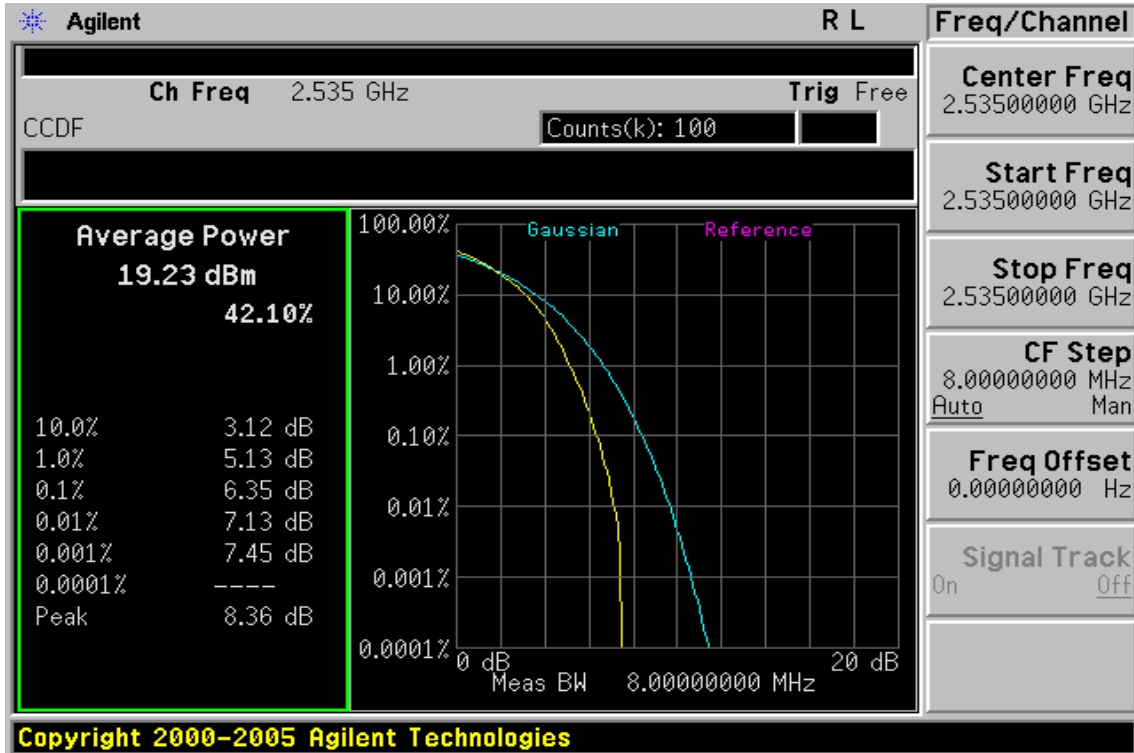 Agilent R L
Ch Freq 2.535 GHz Trig Free
CCDF Counts(k): 100
Average Power
19.23 dBm
42.10%
10.0% 3.12 dB
1.0% 5.13 dB
0.1% 6.35 dB
0.01% 7.13 dB
0.001% 7.45 dB
0.0001% ----
Peak 8.36 dB
Gaussian Reference
100.00%
10.00%
1.00%
0.10%
0.01%
0.001%
0.0001%
0 dB 20 dB
Meas BW 8.00000000 MHz
Freq/Channel
Center Freq
2.53500000 GHz
Start Freq
2.53500000 GHz
Stop Freq
2.53500000 GHz
CF Step
8.00000000 MHz
Auto Man
Freq Offset
0.00000000 Hz
Signal Track
On Off
Copyright 2000-2005 Agilent Technologies